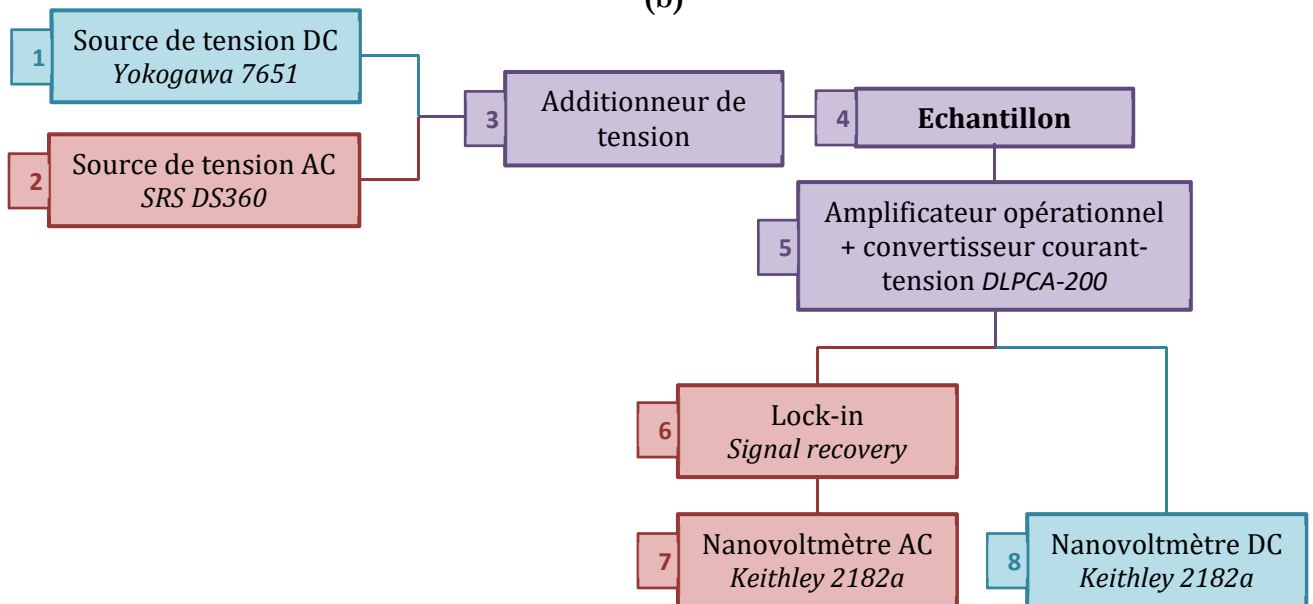 (b)
1
Source de tension DC
Yokogawa 7651
2
Source de tension AC
SRS DS360
3
Additionneur de
tension
4
Echantillon
5
Amplificateur opérationnel
+ convertisseur courant-
tension DLPCA-200
6
Lock-in
Signal recovery
7
Nanovoltmètre AC
Keithley 2182a
8
Nanovoltmètre DC
Keithley 2182a